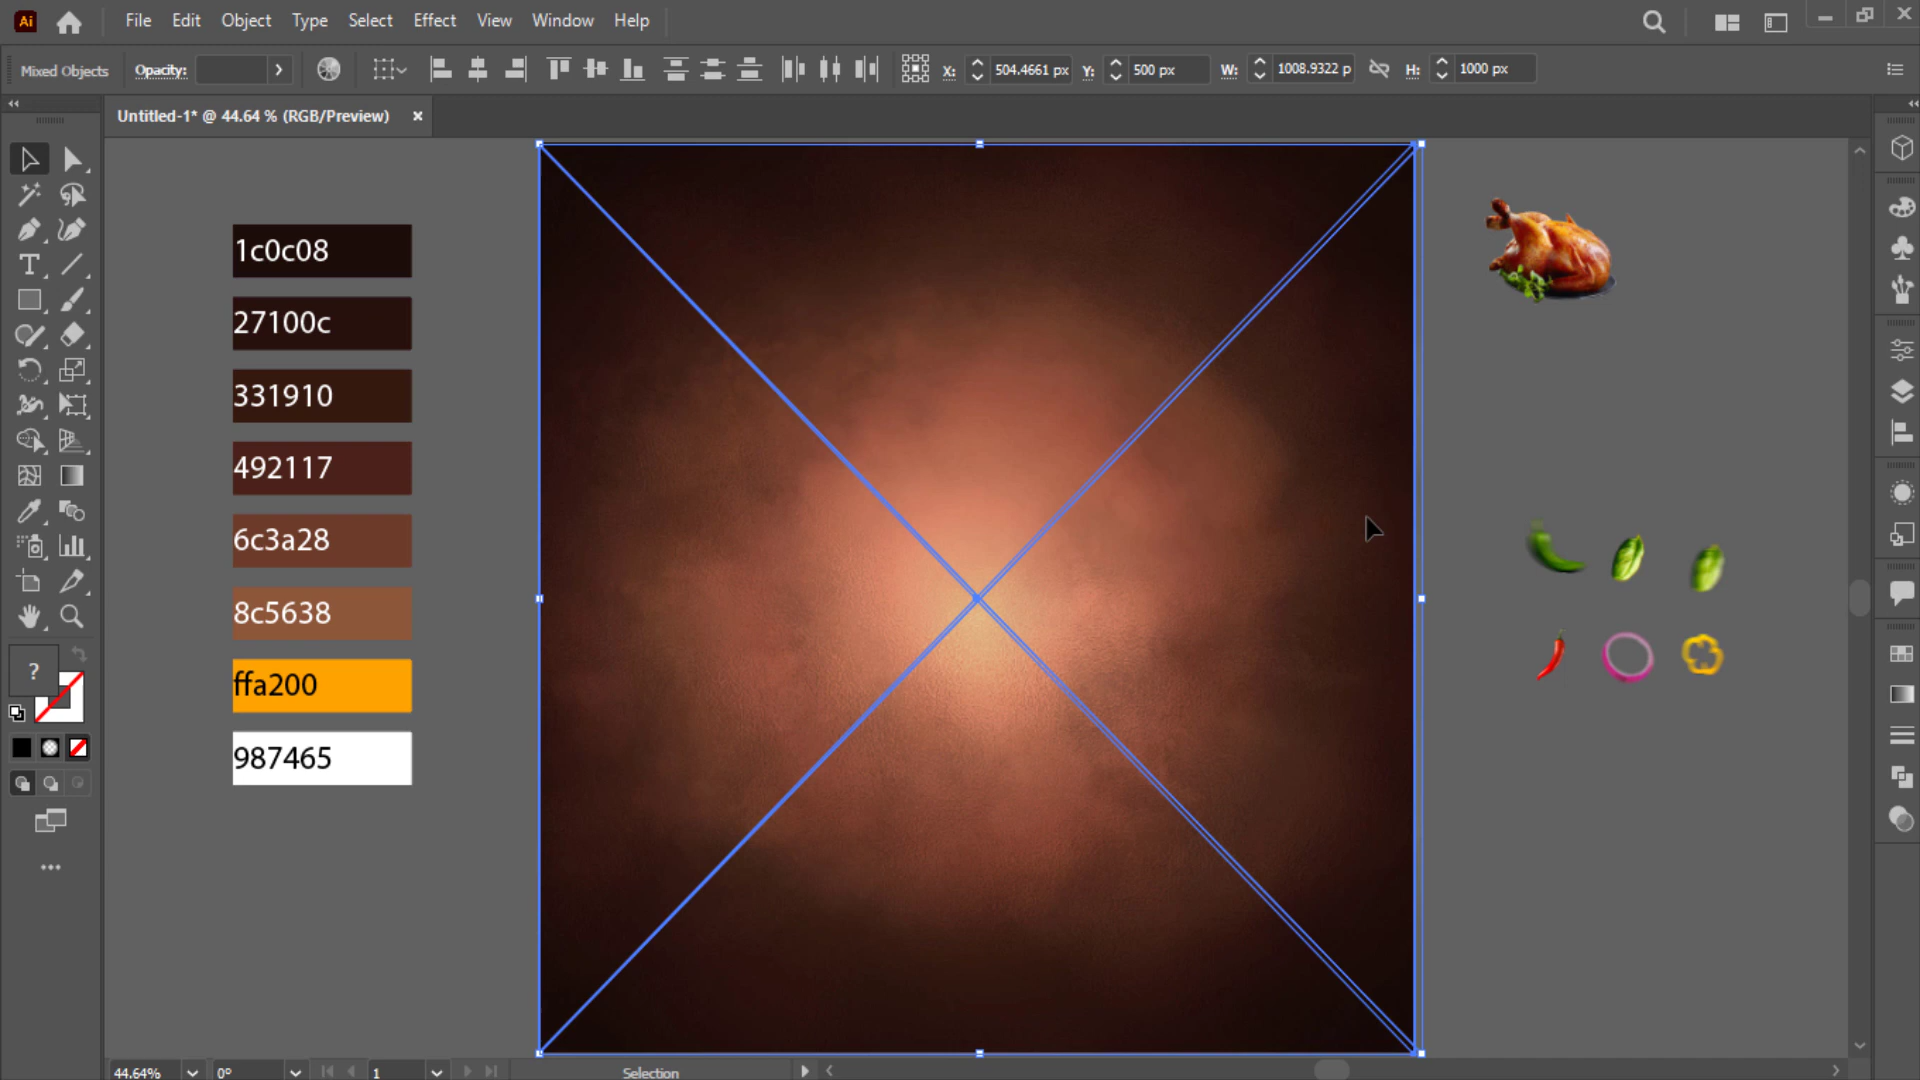 Ai File Edit Object Type Select Effect View Window Help
Mixed Objects Opacity: X: 504.4661 px Y: 500 px W: 1008.9322 p H: 1000 px
Untitled-1* @ 44.64 % (RGB/Preview) ×
1c0c08
27100c
331910
492117
6c3a28
8c5638
ffa200
987465
?
44.64% 0° 1 Selection